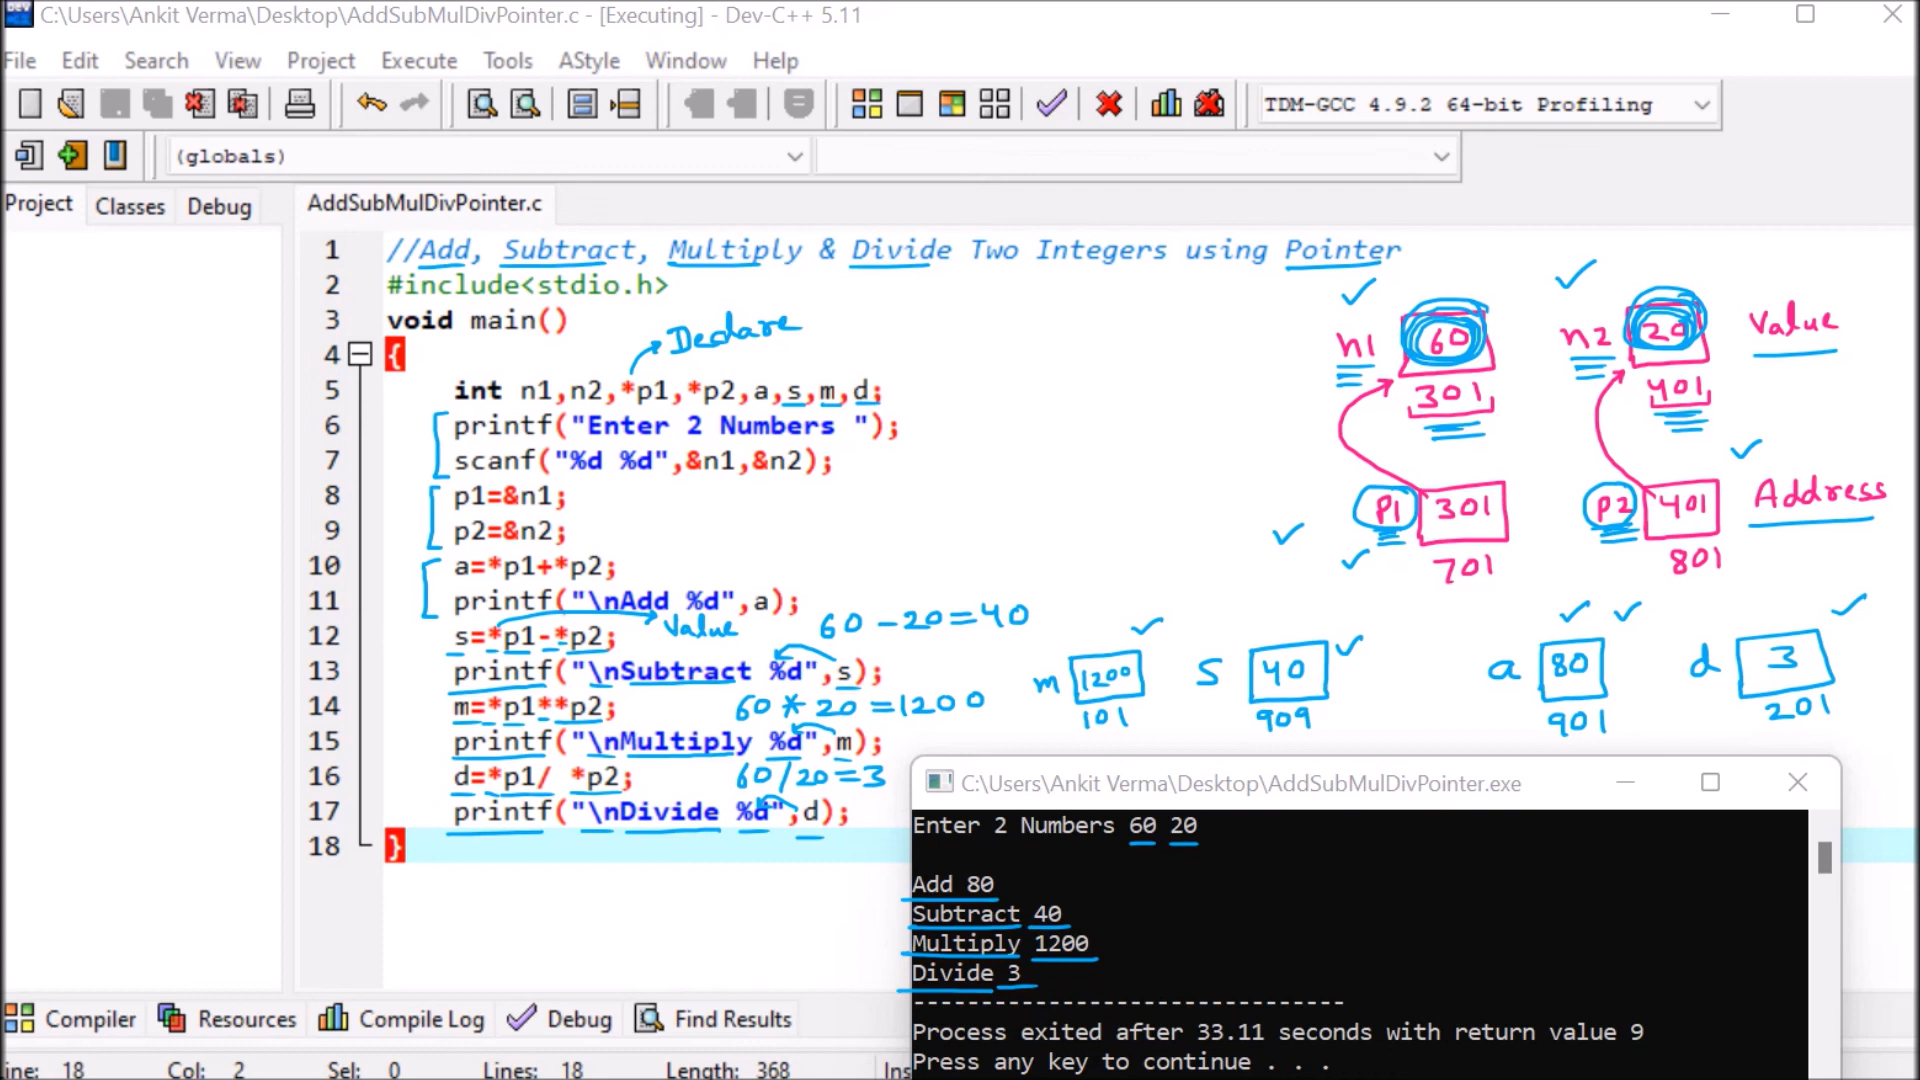 C:\Users\Ankit Verma\Desktop\AddSubMulDivPointer.c - [Executing] - Dev-C++ 5.11
File Edit Search View Project Execute Tools AStyle Window Help
TDM-GCC 4.9.2 64-bit Profiling
(globals)
Project Classes Debug AddSubMulDivPointer.c
1 //Add, Subtract, Multiply & Divide Two Integers using Pointer
2 #include<stdio.h>
3 void main()
4 {
5 int n1,n2,*p1,*p2,a,s,m,d;
6 printf("Enter 2 Numbers ");
7 scanf("%d %d",&n1,&n2);
8 p1=&n1;
9 p2=&n2;
10 a=*p1+*p2;
11 printf("\nAdd %d",a);
12 s=*p1-*p2;
13 printf("\nSubtract %d",s);
14 m=*p1**p2;
15 printf("\nMultiply %d",m);
16 d=*p1/ *p2;
17 printf("\nDivide %d",d);
18 }
Declare
Value
60 - 20 = 40
60 * 20 = 1200
60/20=3
n1 60 n2 20 Value
301 401
P1 301 P2 401 Address
701 801
m 1200 S 40 a 80 d 3
101 909 901 201
C:\Users\Ankit Verma\Desktop\AddSubMulDivPointer.exe
Enter 2 Numbers 60 20
Add 80
Subtract 40
Multiply 1200
Divide 3
--------------------------------
Process exited after 33.11 seconds with return value 9
Press any key to continue . . .
Compiler Resources Compile Log Debug Find Results
ine: 18 Col: 2 Sel: 0 Lines: 18 Length: 368 Ins